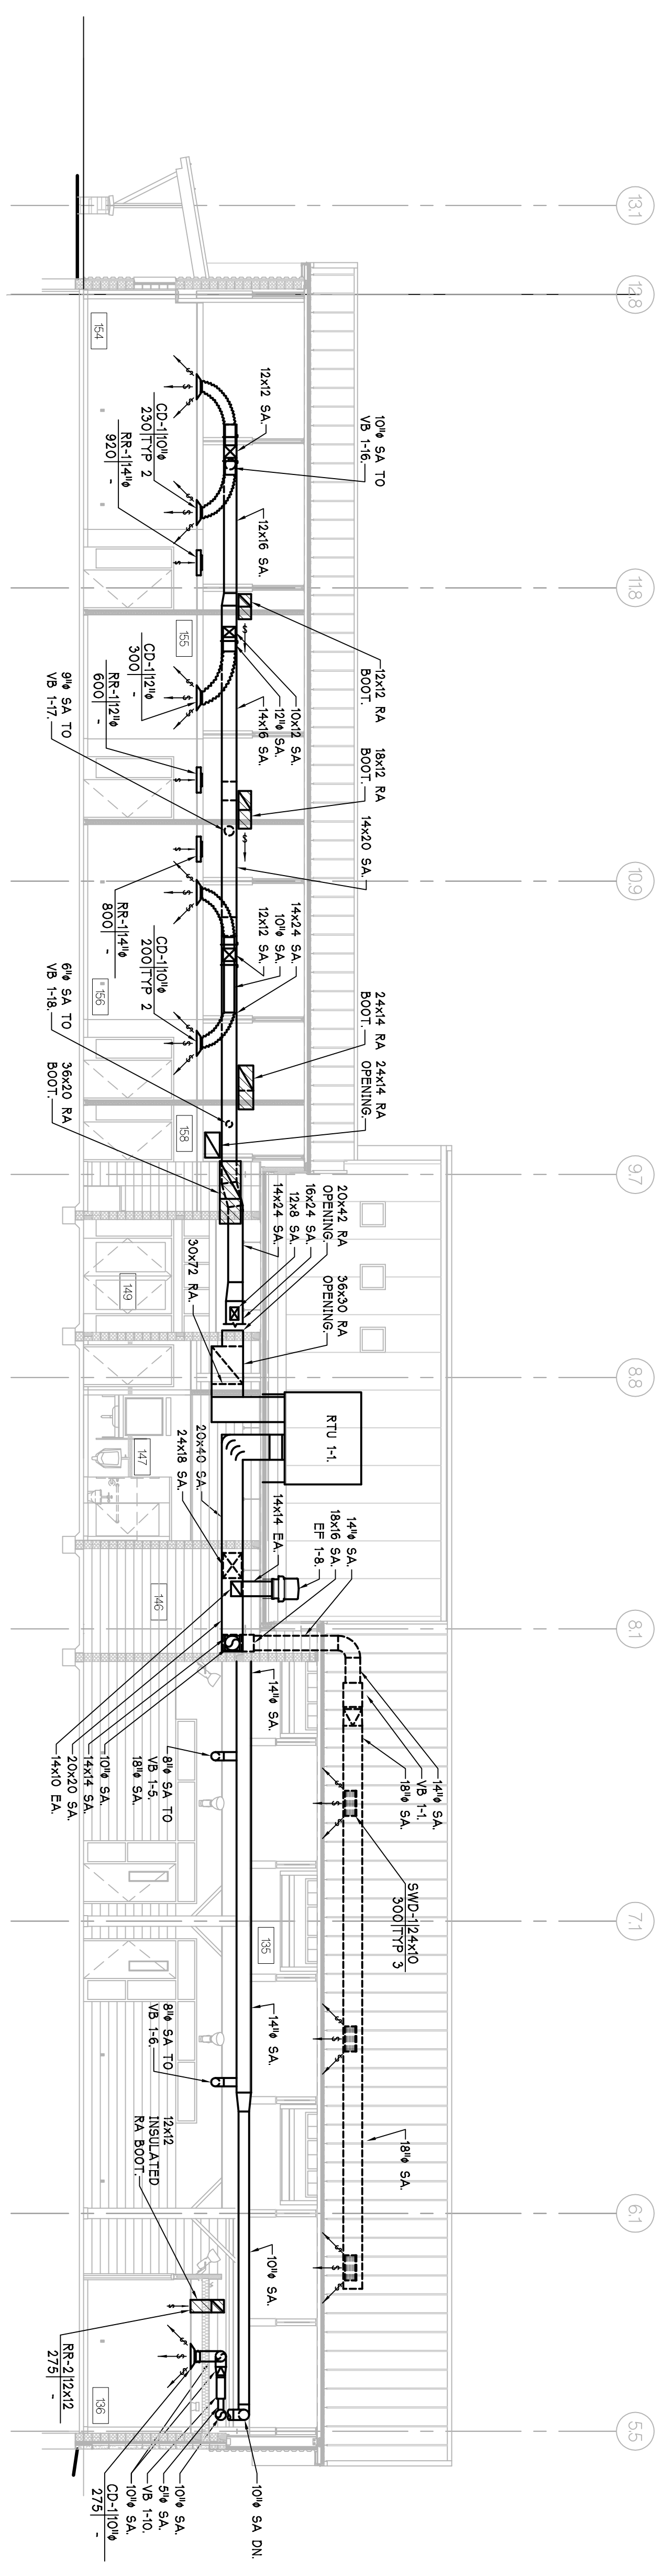 13.1
12.8
11.8
10.9
9.7
8.8
8.1
7.1
6.1
5.5
10"ø SA TO
VB 1-16.
12x12 SA.
12x16 SA.
CD-1|10"ø
230|TYP 2
RR-1|14"ø
920| -
154
12x12 RA
BOOT.
10x12 SA.
12"ø SA.
14x16 SA.
155
CD-1|12"ø
300| -
RR-1|12"ø
600| -
9"ø SA TO
VB 1-17.
18x12 RA
BOOT.
14x20 SA.
14x24 SA.
10"ø SA.
12x12 SA.
CD-1|10"ø
200|TYP 2
RR-1|14"ø
800| -
156
6"ø SA TO
VB 1-18.
24x14 RA
BOOT.
24x14 RA
OPENING.
158
36x20 RA
BOOT.
20x42 RA
OPENING.
16x24 SA.
12x8 SA.
14x24 SA.
36x30 RA
OPENING.
30x72 RA.
149
RTU 1-1.
147
20x40 SA.
24x18 SA.
14x14 EA.
14"ø SA.
18x16 SA.
EF 1-8.
146
10"ø SA.
14x14 SA.
20x20 SA.
14x10 EA.
14"ø SA.
8"ø SA TO
VB 1-5.
18"ø SA.
14"ø SA.
VB 1-1.
18"ø SA.
SWD-1|24x10
300|TYP 3
135
14"ø SA.
8"ø SA TO
VB 1-6.
18"ø SA.
12x12
INSULATED
RA BOOT.
10"ø SA.
RR-2|12x12
275| -
136
10"ø SA DN.
10"ø SA.
5"ø SA.
VB 1-10.
10"ø SA.
CD-1|10"ø
275| -